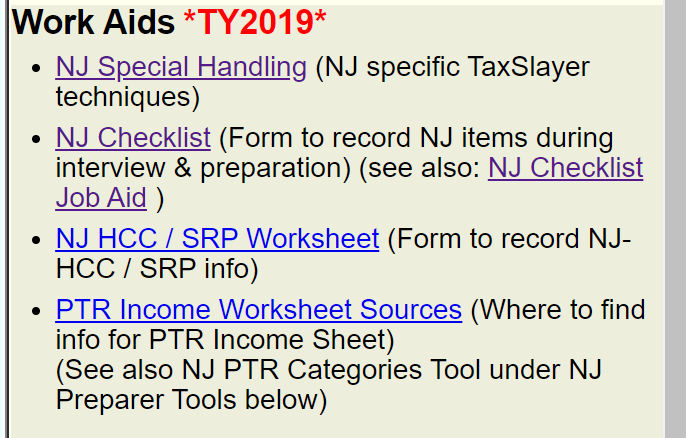 Work Aids *TY2019*
• NJ Special Handling (NJ specific TaxSlayer
techniques)
• NJ Checklist (Form to record NJ items during
interview & preparation) (see also: NJ Checklist
Job Aid )
• NJ HCC / SRP Worksheet (Form to record NJ-
HCC / SRP info)
• PTR Income Worksheet Sources (Where to find
info for PTR Income Sheet)
(See also NJ PTR Categories Tool under NJ
Preparer Tools below)